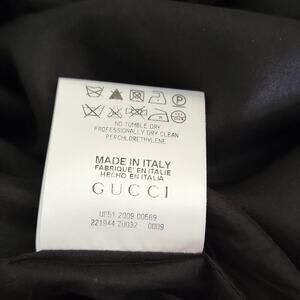 NO TUMBLE DRY
PROFESSIONALLY DRY CLEAN
PERCHLORETHYLENE
MADE IN ITALY
FABRIQUÉ EN ITALIE
HECHO EN ITALIA
GUCCI
2009 00569
221944 Z0032 0009